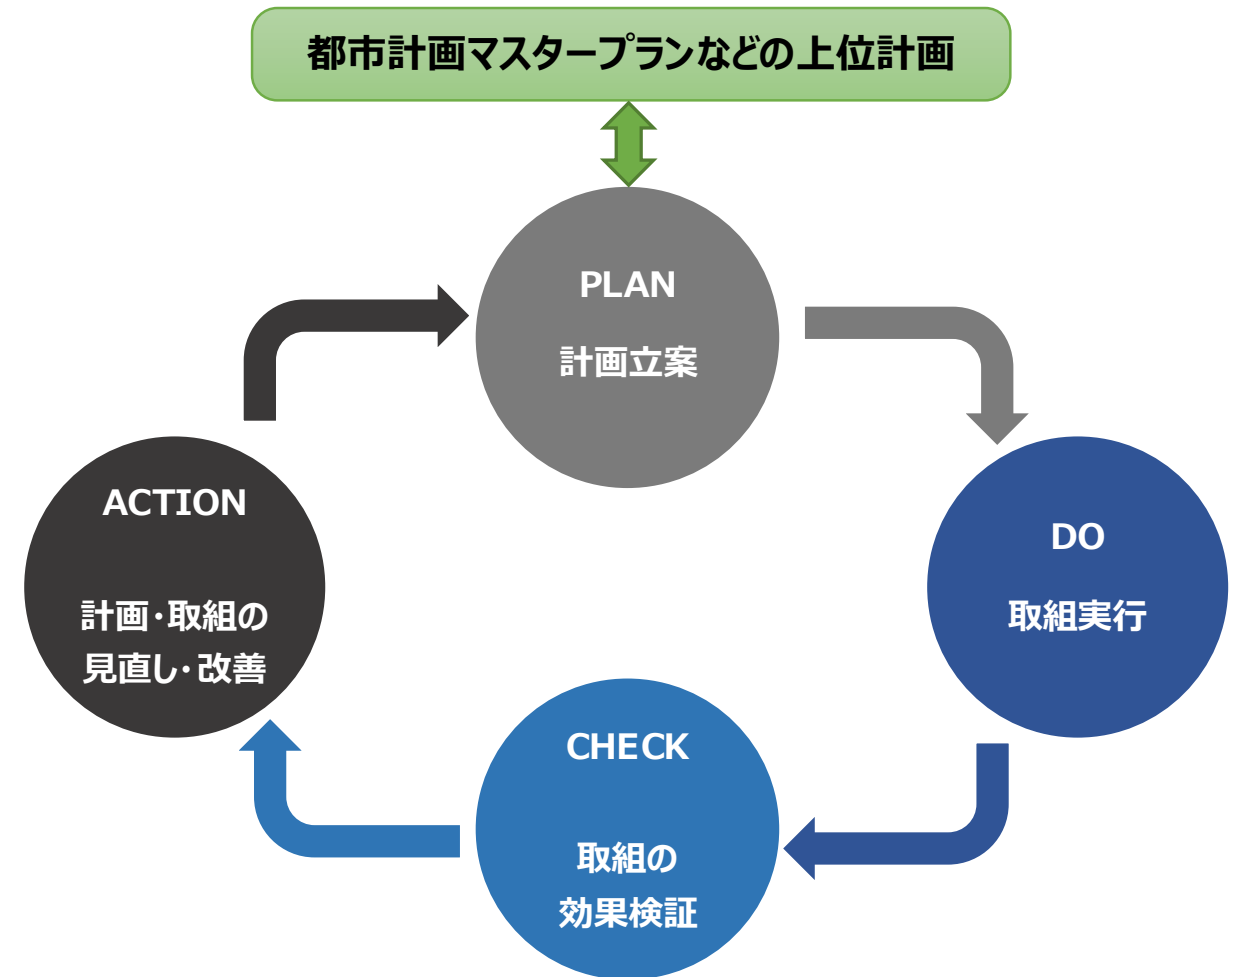 都市計画マスタープランなどの上位計画
PLAN
計画立案
DO
取組実行
CHECK
取組の
効果検証
ACTION
計画・取組の
見直し・改善